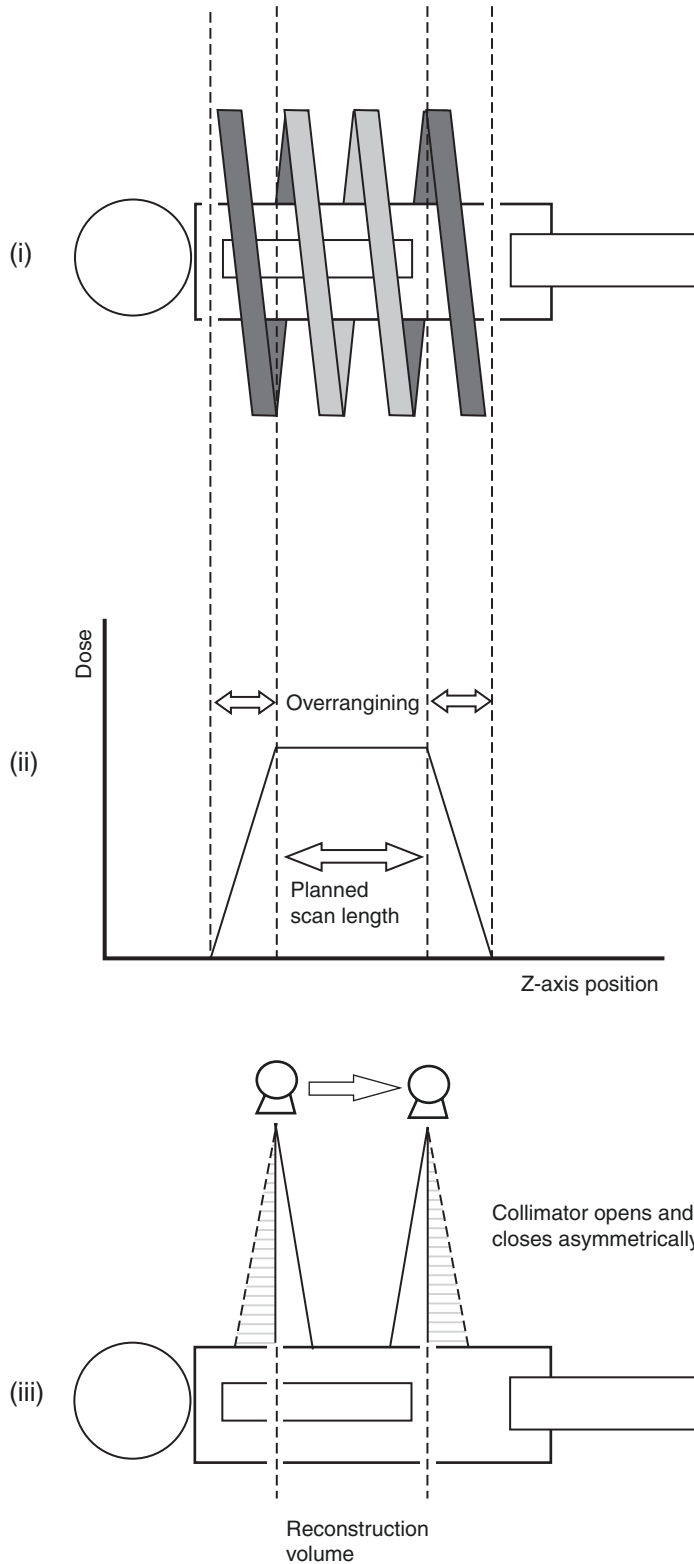 (i)
Dose
Overrangining
(ii)
Planned
scan length
Z-axis position
Collimator opens and
closes asymmetrically
(iii)
Reconstruction
volume